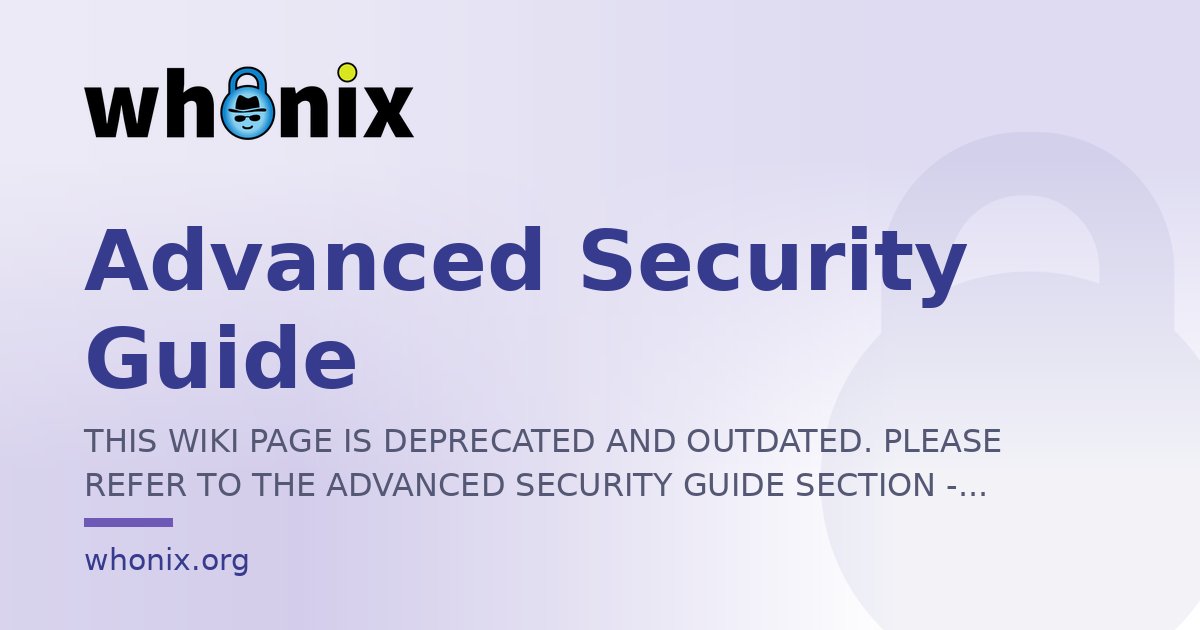 whonix
Advanced Security
Guide
THIS WIKI PAGE IS DEPRECATED AND OUTDATED. PLEASE
REFER TO THE ADVANCED SECURITY GUIDE SECTION -...
whonix.org